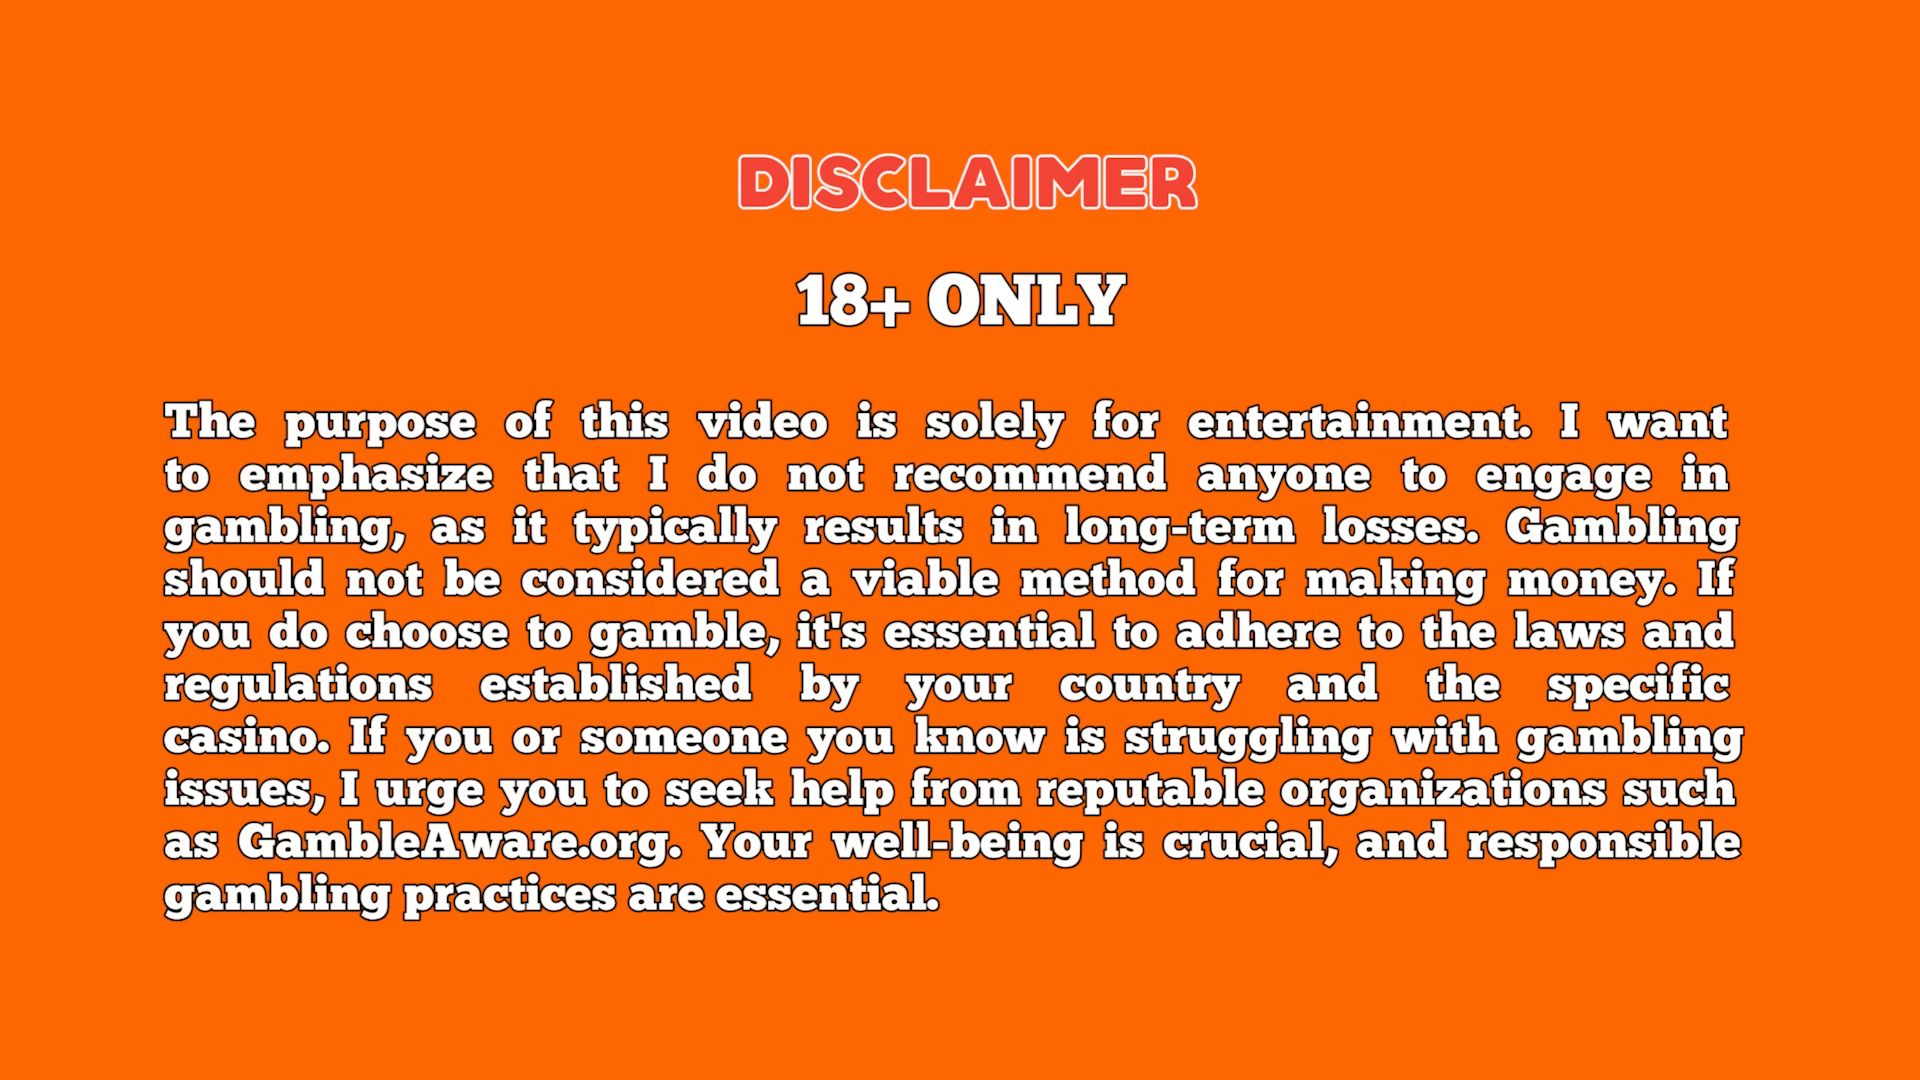 DISCLAIMER
18+ ONLY
The purpose of this video is solely for entertainment. I want
to emphasize that I do not recommend anyone to engage in
gambling, as it typically results in long-term losses. Gambling
should not be considered a viable method for making money. If
you do choose to gamble, it's essential to adhere to the laws and
regulations established by your country and the specific
casino. If you or someone you know is struggling with gambling
issues, I urge you to seek help from reputable organizations such
as GambleAware.org. Your well-being is crucial, and responsible
gambling practices are essential.